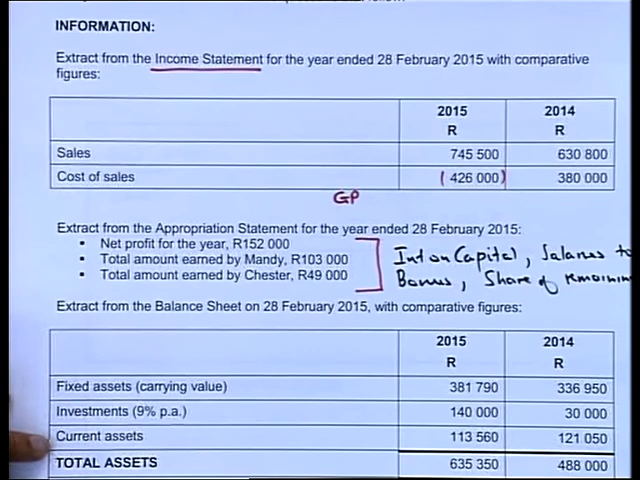 INFORMATION:
Extract from the Income Statement for the year ended 28 February 2015 with comparative
figures:
2015 2014
R R
Sales 745 500 630 800
Cost of sales (426 000) 380 000
GP
Extract from the Appropriation Statement for the year ended 28 February 2015:
• Net profit for the year, R152 000
• Total amount earned by Mandy, R103 000
• Total amount earned by Chester, R49 000
Int on Capital, Salaries to
Bonus, Share of remainin
Extract from the Balance Sheet on 28 February 2015, with comparative figures:
2015 2014
R R
Fixed assets (carrying value) 381 790 336 950
Investments (9% p.a.) 140 000 30 000
Current assets 113 560 121 050
TOTAL ASSETS 635 350 488 000